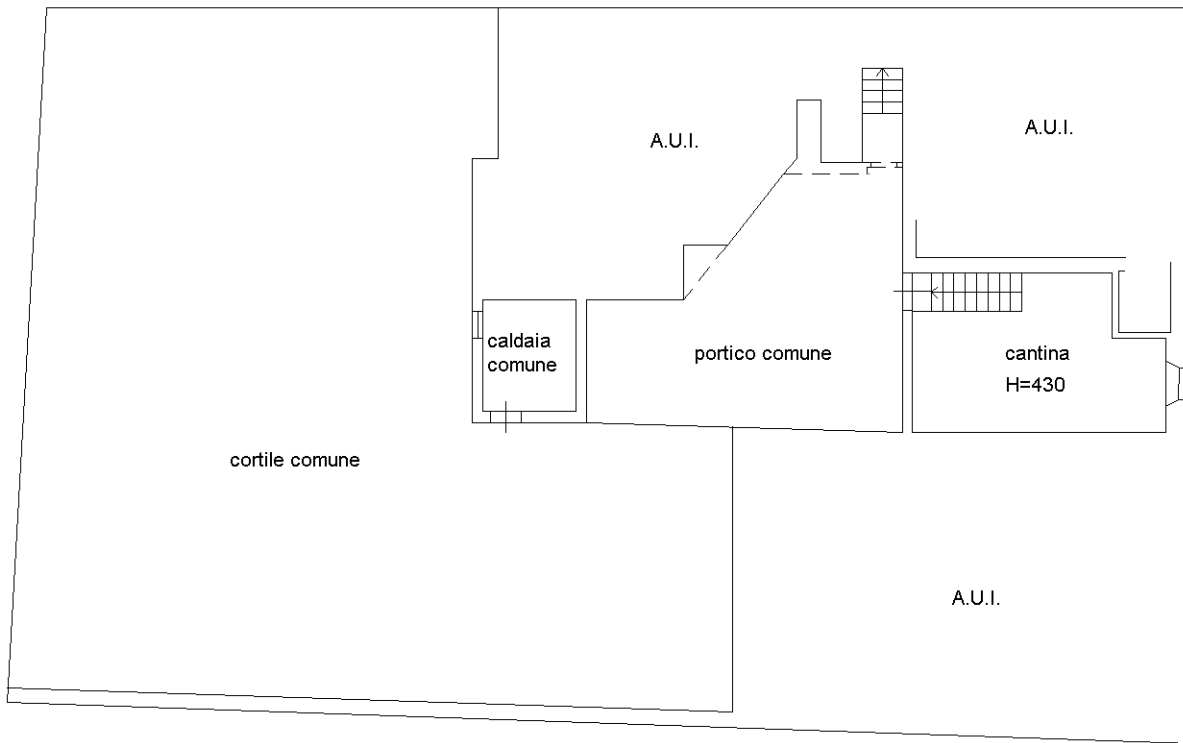 A.U.I.
A.U.I.
caldaia
comune
portico comune
cantina
H=430
cortile comune
A.U.I.